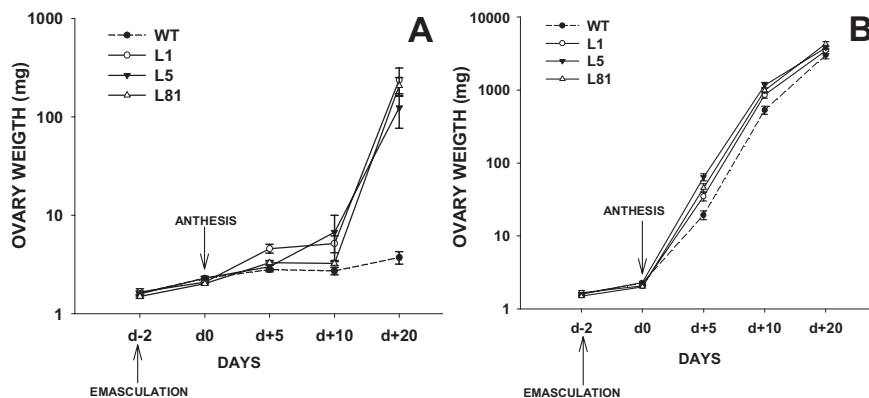 A
1000
100
10
1
OVARY WEIGTH (mg)
WT
L1
L5
L81
ANTHESIS
d-2
d0
d+5
d+10
d+20
DAYS
EMASCULATION
B
10000
1000
100
10
1
OVARY WEIGTH (mg)
WT
L1
L5
L81
ANTHESIS
d-2
d0
d+5
d+10
d+20
DAYS
EMASCULATION